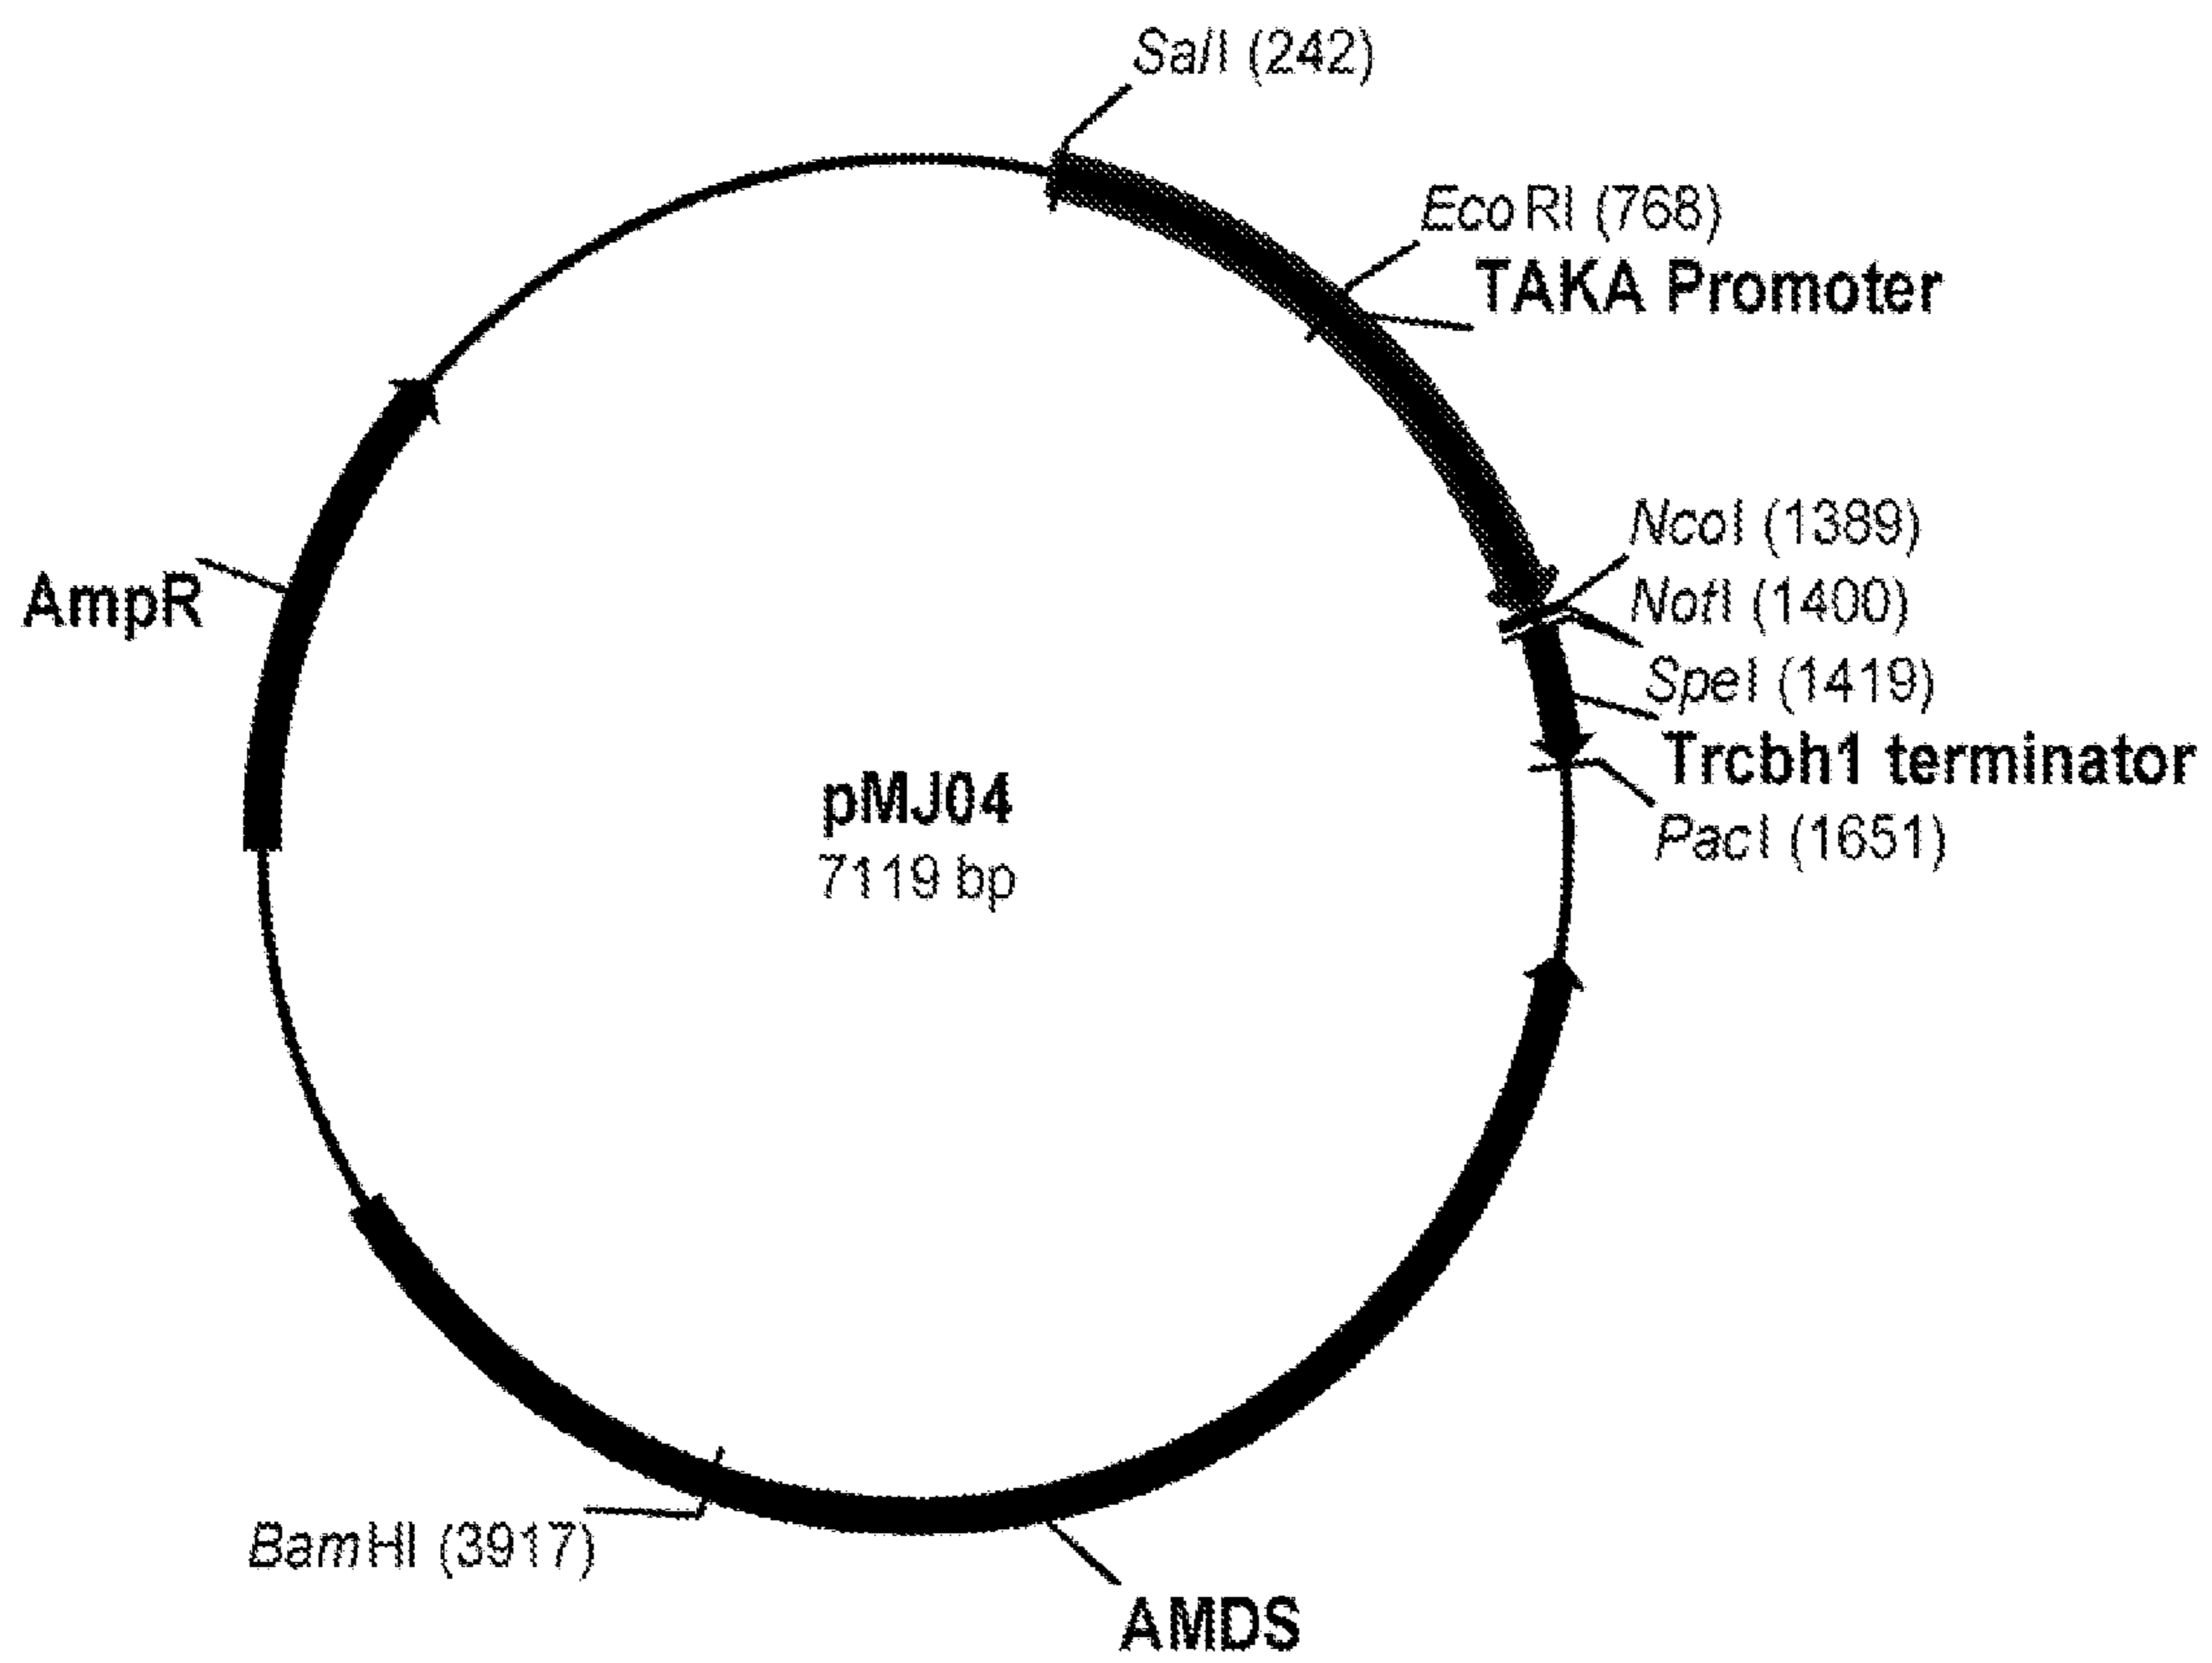 SalI (242)
EcoRI (768)
TAKA Promoter
NcoI (1389)
NotI (1400)
SpeI (1419)
Trcbh1 terminator
PacI (1651)
AmpR
pMJ04
7119 bp
BamHI (3917)
AMDS